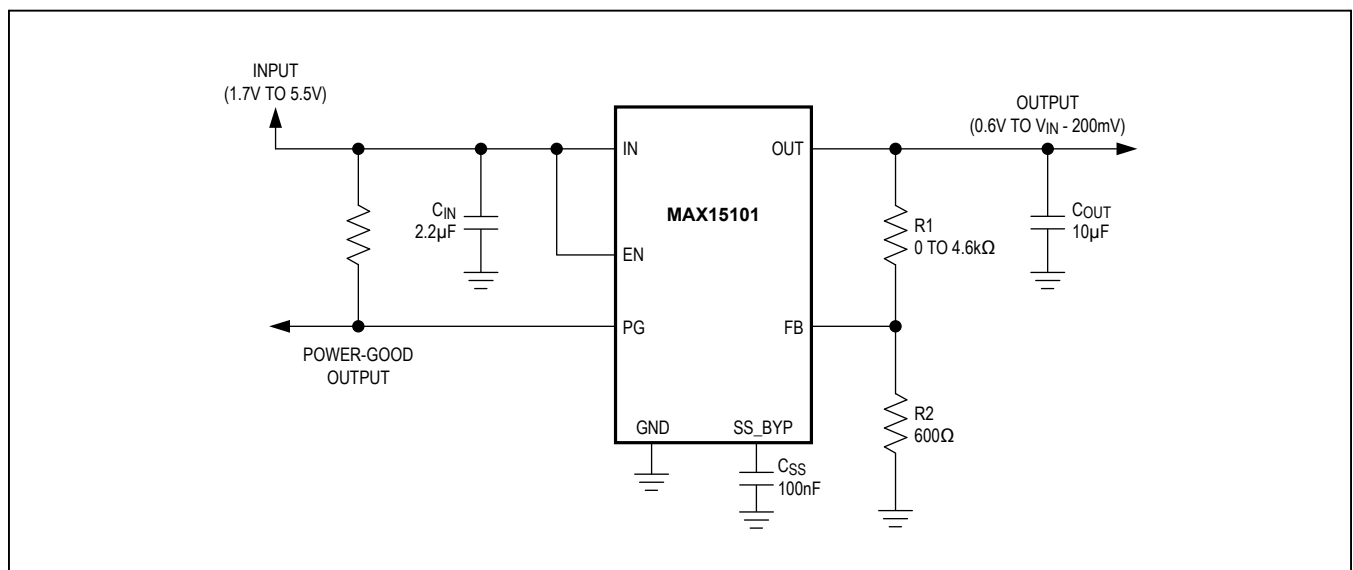 INPUT
(1.7V TO 5.5V)
OUTPUT
(0.6V TO VIN - 200mV)
IN
OUT
MAX15101
CIN
2.2µF
R1
0 TO 4.6kΩ
COUT
10µF
EN
PG
FB
POWER-GOOD
OUTPUT
R2
600Ω
GND
SS_BYP
CSS
100nF